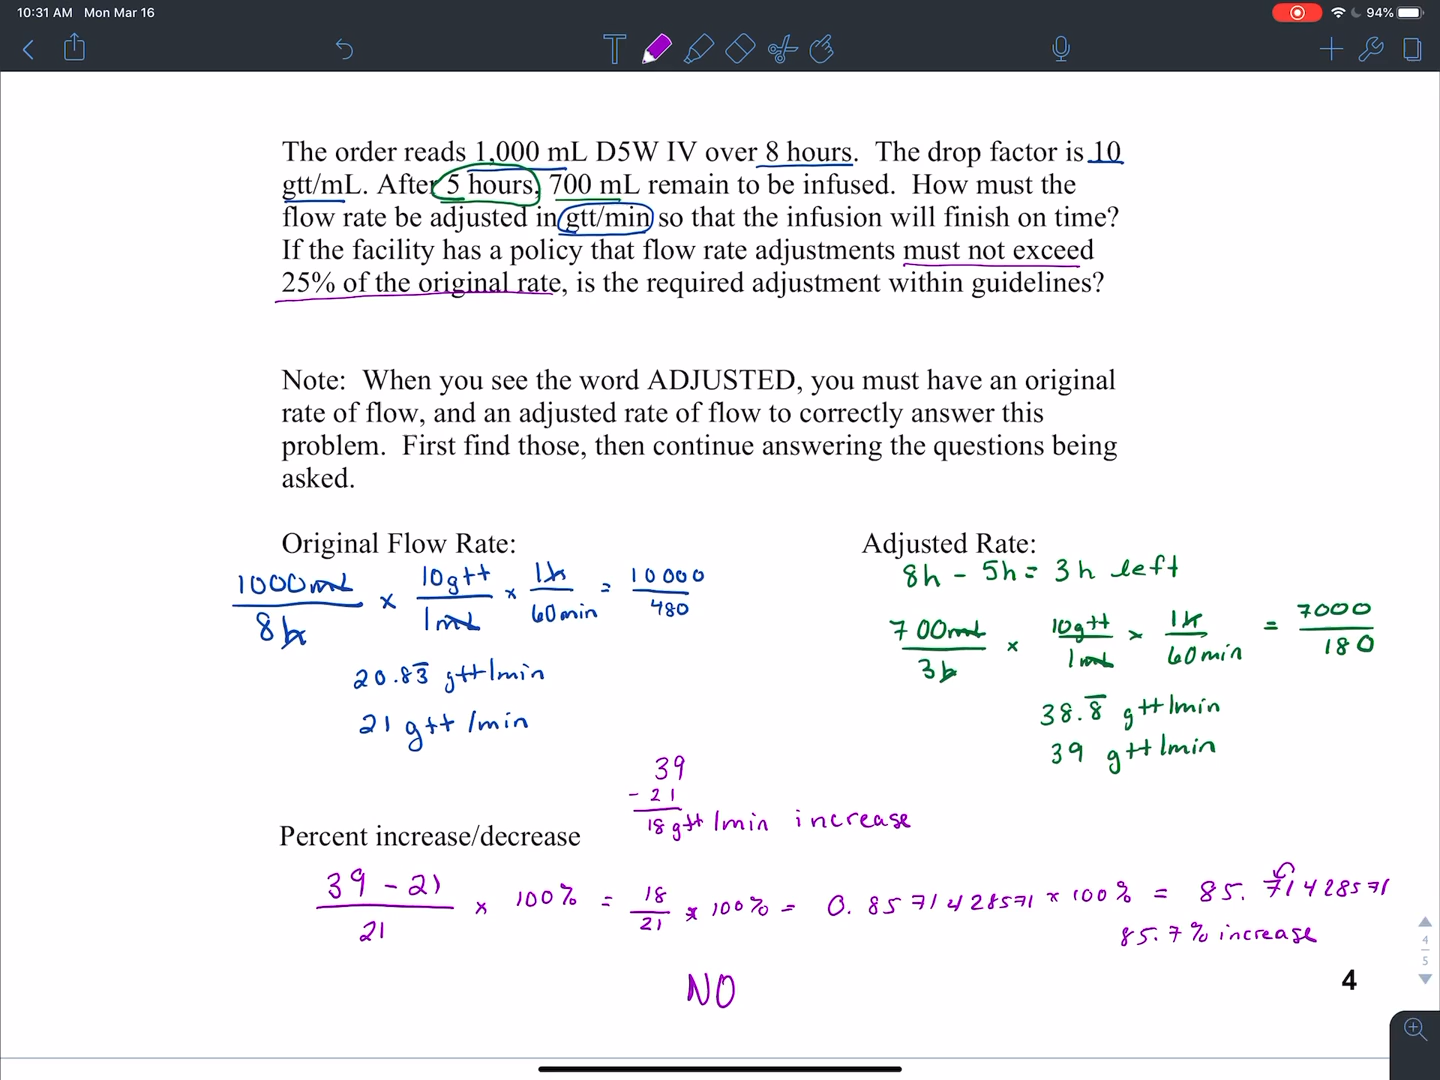 10:31 AM Mon Mar 16
94%
The order reads 1,000 mL D5W IV over 8 hours. The drop factor is 10
gtt/mL. After 5 hours, 700 mL remain to be infused. How must the
flow rate be adjusted in gtt/min so that the infusion will finish on time?
If the facility has a policy that flow rate adjustments must not exceed
25% of the original rate, is the required adjustment within guidelines?
Note: When you see the word ADJUSTED, you must have an original
rate of flow, and an adjusted rate of flow to correctly answer this
problem. First find those, then continue answering the questions being
asked.
Original Flow Rate:
1000mL/8h × 10gtt/1mL × 1h/60min = 10000/480
20.83̅ gtt/min
21 gtt/min
Adjusted Rate:
8h - 5h = 3h left
700mL/3h × 10gtt/1mL × 1h/60min = 7000/180
38.8̅ gtt/min
39 gtt/min
39
- 21
18 gtt/min increase
Percent increase/decrease
39 - 21/21 × 100% = 18/21 × 100% = 0.8571428571 × 100% = 85.71428571
85.7% increase
NO
4
4
5